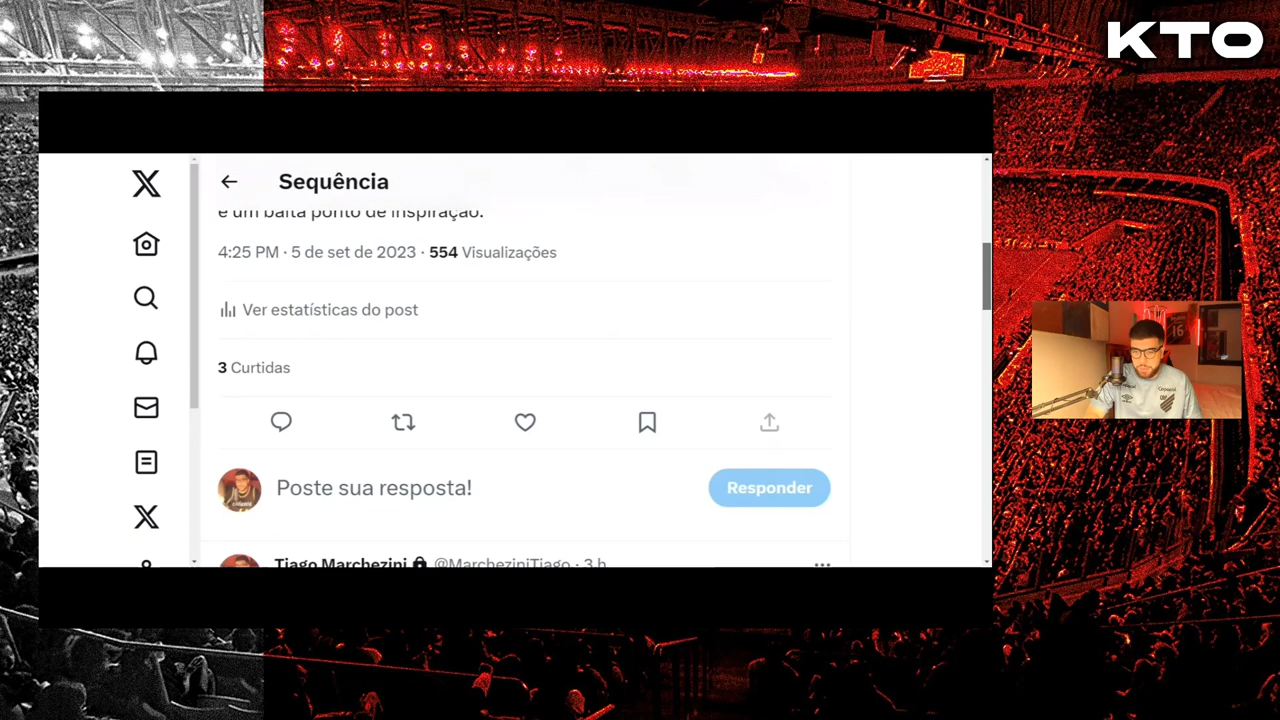 KTO
Sequência
e um baita ponto de inspiração.
4:25 PM · 5 de set de 2023 · 554 Visualizações
Ver estatísticas do post
3 Curtidas
Poste sua resposta!
Responder
Tiago Marchezini @MarcheziniTiago · 3 h
16